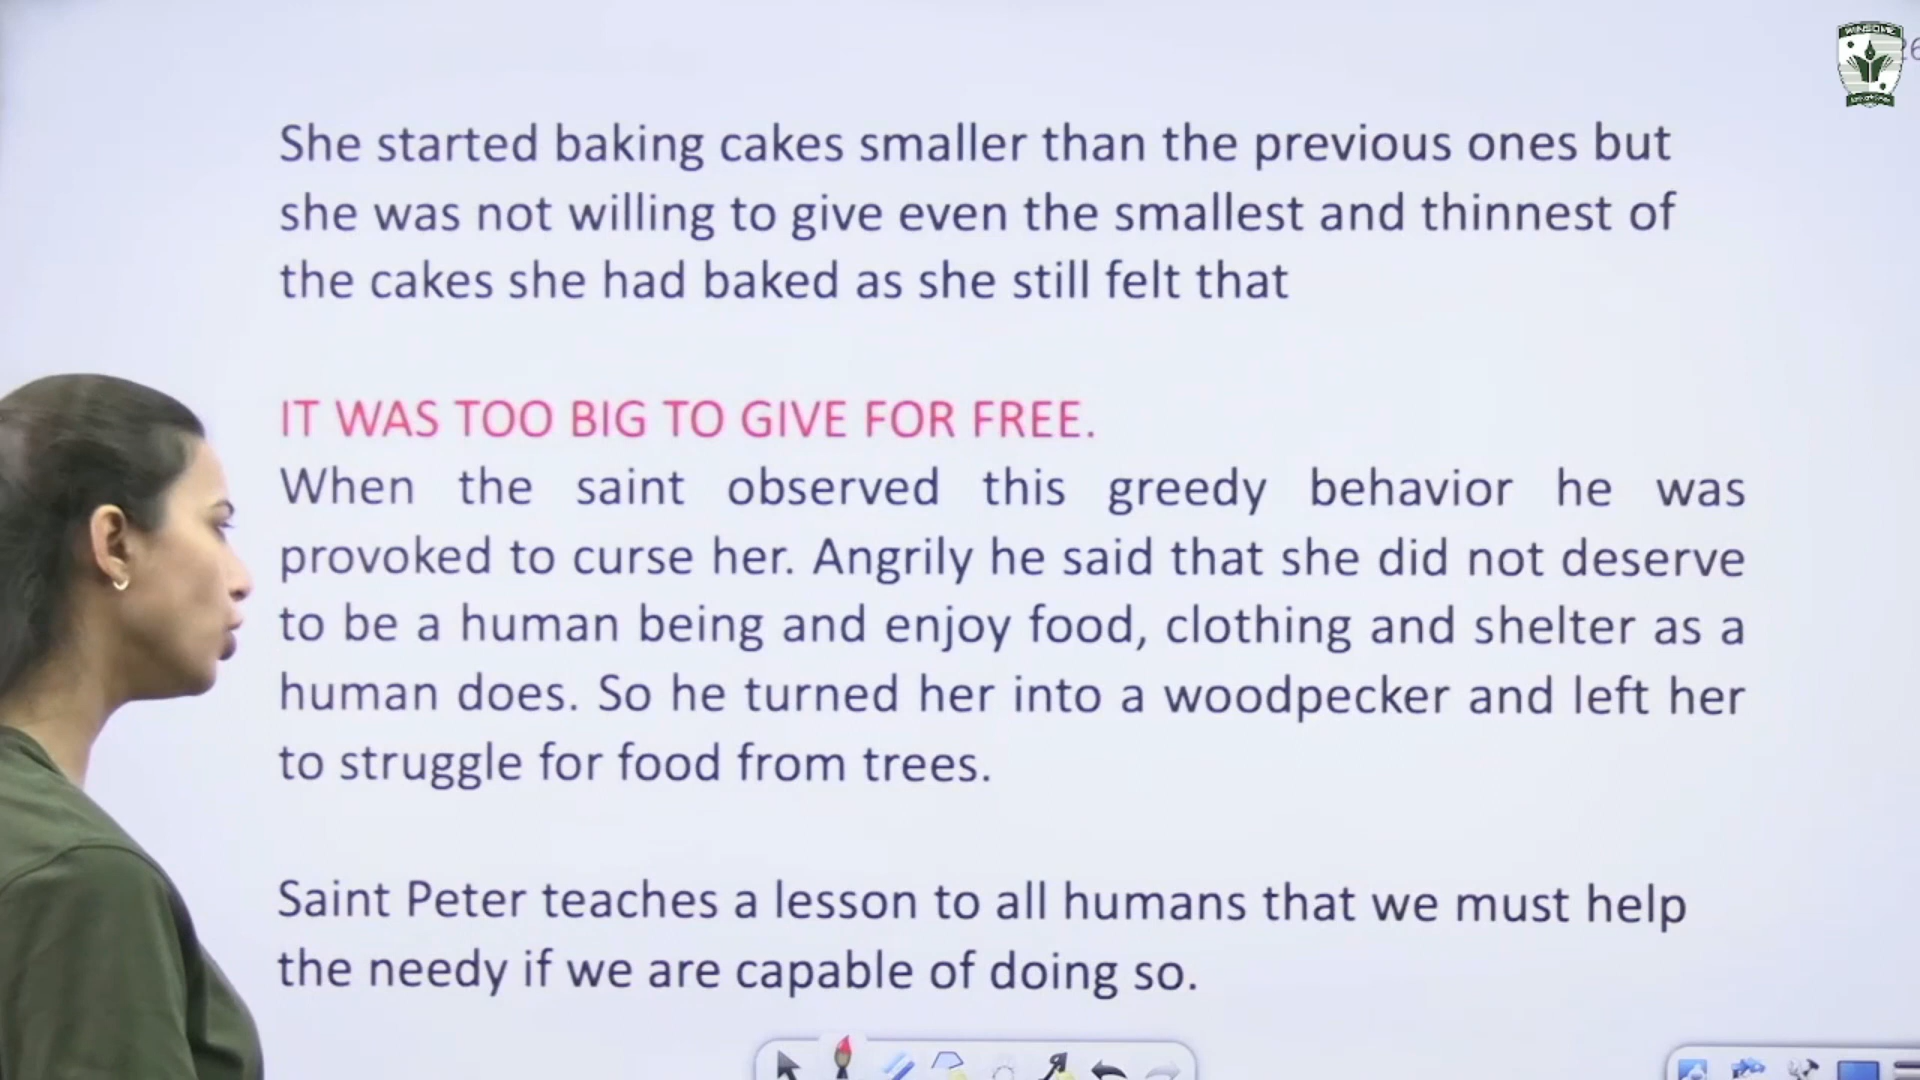 26
She started baking cakes smaller than the previous ones but
she was not willing to give even the smallest and thinnest of
the cakes she had baked as she still felt that
IT WAS TOO BIG TO GIVE FOR FREE.
When the saint observed this greedy behavior he was
provoked to curse her. Angrily he said that she did not deserve
to be a human being and enjoy food, clothing and shelter as a
human does. So he turned her into a woodpecker and left her
to struggle for food from trees.
Saint Peter teaches a lesson to all humans that we must help
the needy if we are capable of doing so.